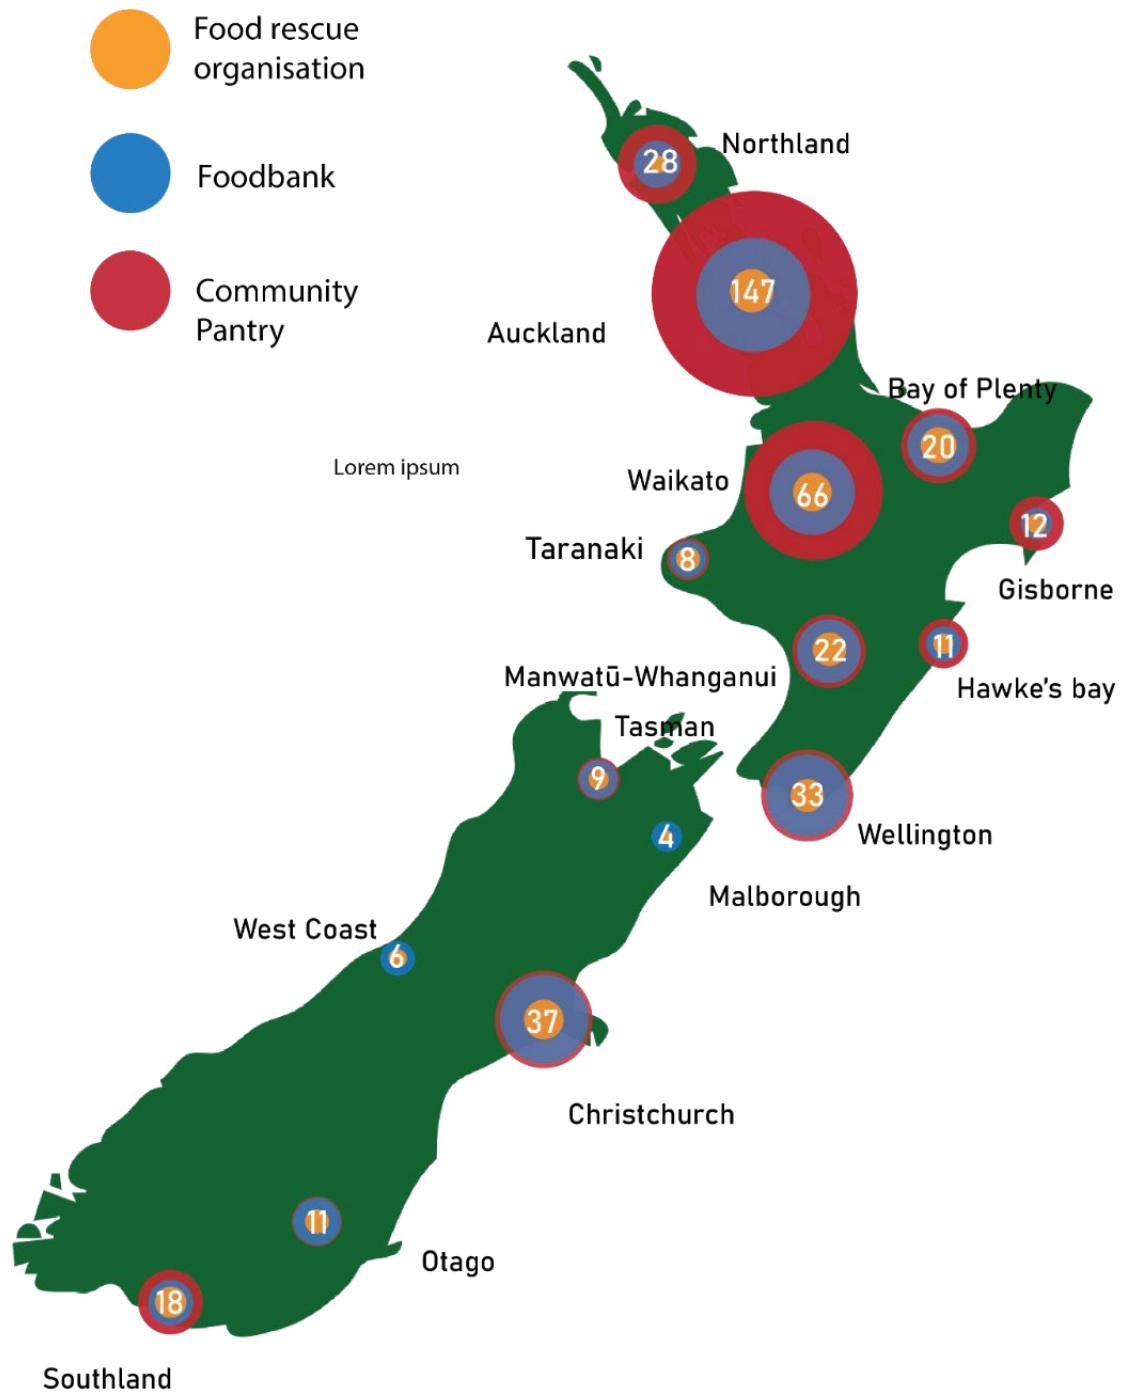 Food rescue
organisation
Foodbank
Community
Pantry
Northland
28
147
Auckland
Bay of Plenty
20
Lorem ipsum
Waikato
66
12
Taranaki
8
Gisborne
22
11
Manwatū-Whanganui
Hawke's bay
Tasman
9
33
Wellington
4
Malborough
West Coast
6
37
Christchurch
11
Otago
18
Southland